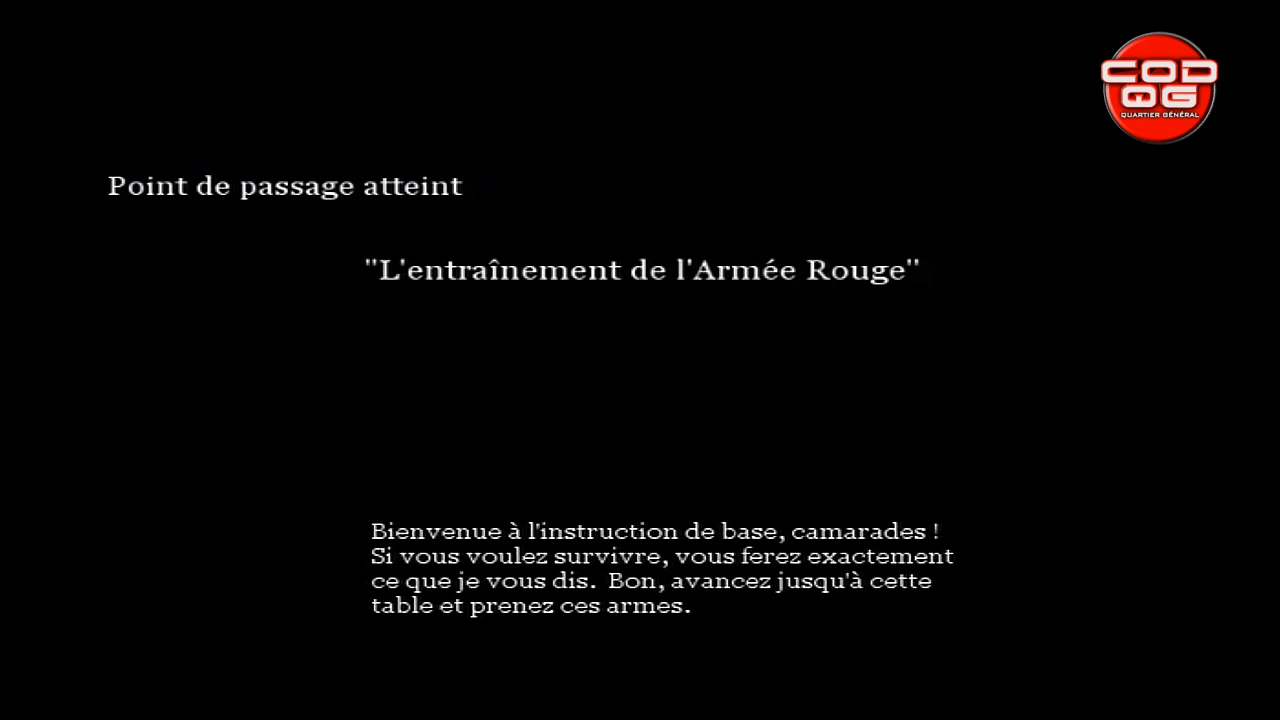 COD
QG
QUARTIER GÉNÉRAL
Point de passage atteint
"L'entraînement de l'Armée Rouge"
Bienvenue à l'instruction de base, camarades !
Si vous voulez survivre, vous ferez exactement
ce que je vous dis.  Bon, avancez jusqu'à cette
table et prenez ces armes.